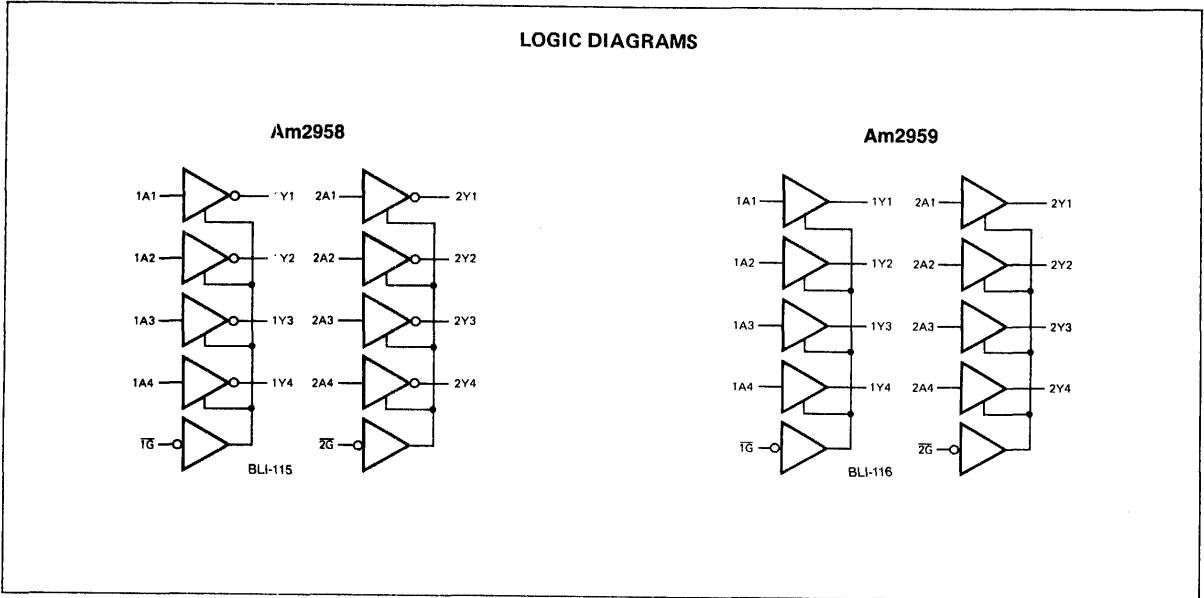 LOGIC DIAGRAMS
Am2958
1A1 1Y1 2A1 2Y1
1A2 1Y2 2A2 2Y2
1A3 1Y3 2A3 2Y3
1A4 1Y4 2A4 2Y4
1G 2G
BLI-115
Am2959
1A1 1Y1 2A1 2Y1
1A2 1Y2 2A2 2Y2
1A3 1Y3 2A3 2Y3
1A4 1Y4 2A4 2Y4
1G 2G
BLI-116